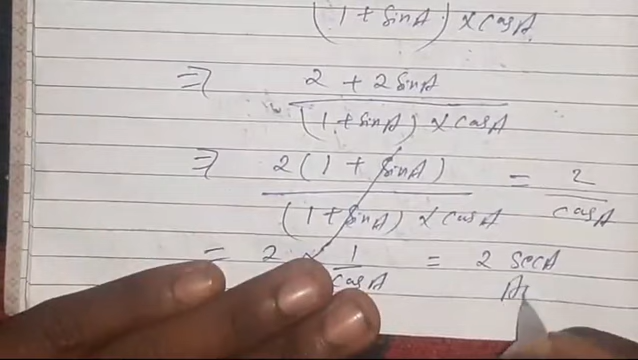 (1 + sinA) × cosA
⇒ 2 + 2 sinA / (1 + sinA) × cosA
⇒ 2 (1 + sinA) / (1 + sinA) × cosA = 2 / cosA
= 2 × 1 / cosA = 2 secA